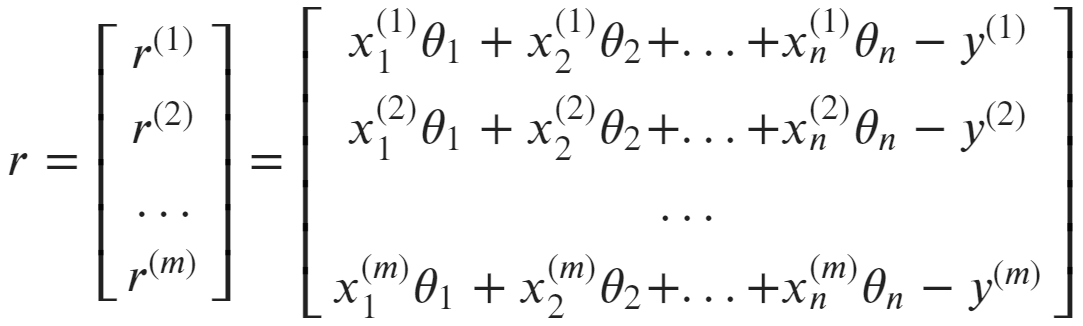 r = [ r^{(1)} r^{(2)} ... r^{(m)} ] = [ x_1^{(1)}θ_1 + x_2^{(1)}θ_2+...+x_n^{(1)}θ_n − y^{(1)}
x_1^{(2)}θ_1 + x_2^{(2)}θ_2+...+x_n^{(2)}θ_n − y^{(2)}
...
x_1^{(m)}θ_1 + x_2^{(m)}θ_2+...+x_n^{(m)}θ_n − y^{(m)} ]